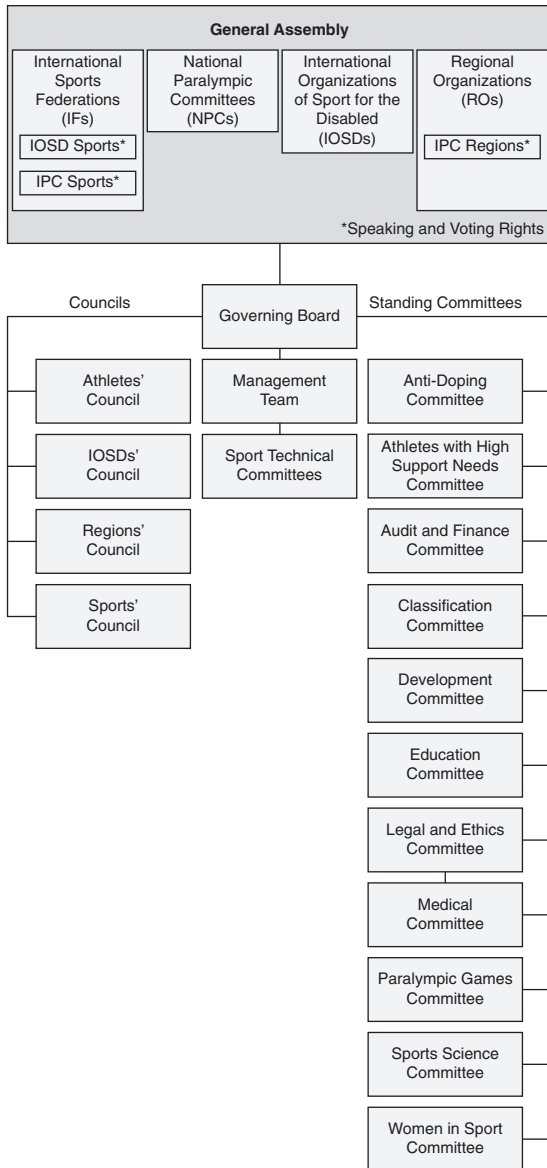 General Assembly
International
Sports
Federations
(IFs)
IOSD Sports*
IPC Sports*
National
Paralympic
Committees
(NPCs)
International
Organizations
of Sport for the
Disabled
(IOSDs)
Regional
Organizations
(ROs)
IPC Regions*
*Speaking and Voting Rights
Councils
Governing Board
Standing Committees
Athletes'
Council
IOSDs'
Council
Regions'
Council
Sports'
Council
Management
Team
Sport Technical
Committees
Anti-Doping
Committee
Athletes with High
Support Needs
Committee
Audit and Finance
Committee
Classification
Committee
Development
Committee
Education
Committee
Legal and Ethics
Committee
Medical
Committee
Paralympic Games
Committee
Sports Science
Committee
Women in Sport
Committee